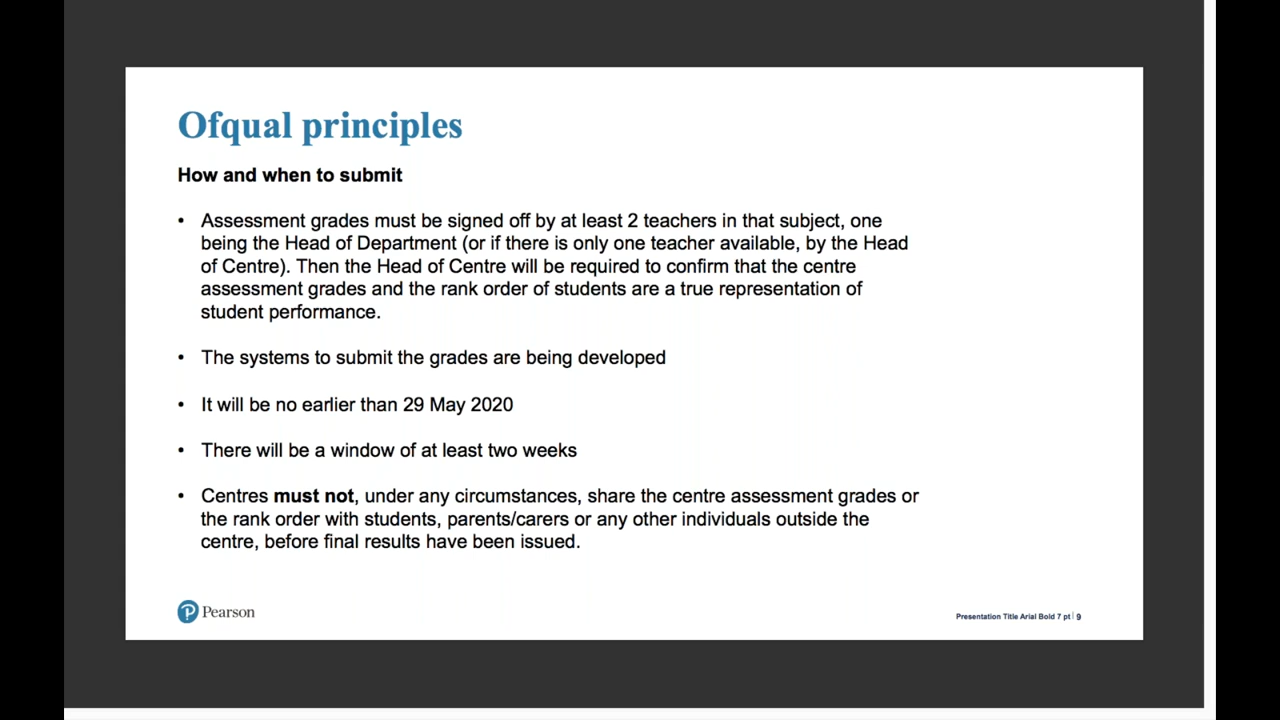 Ofqual principles
How and when to submit
• Assessment grades must be signed off by at least 2 teachers in that subject, one
being the Head of Department (or if there is only one teacher available, by the Head
of Centre). Then the Head of Centre will be required to confirm that the centre
assessment grades and the rank order of students are a true representation of
student performance.
• The systems to submit the grades are being developed
• It will be no earlier than 29 May 2020
• There will be a window of at least two weeks
• Centres must not, under any circumstances, share the centre assessment grades or
the rank order with students, parents/carers or any other individuals outside the
centre, before final results have been issued.
P Pearson
Presentation Title Arial Bold 7 pt | 9